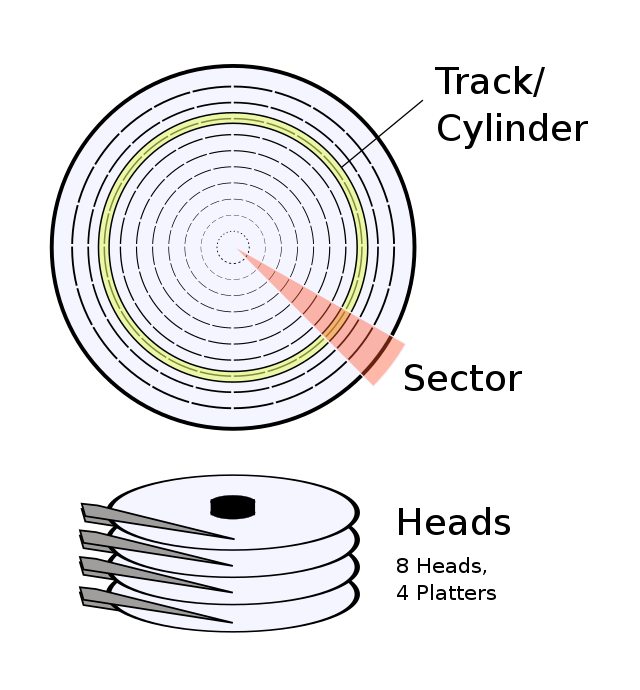 Track/
Cylinder
Sector
Heads
8 Heads,
4 Platters